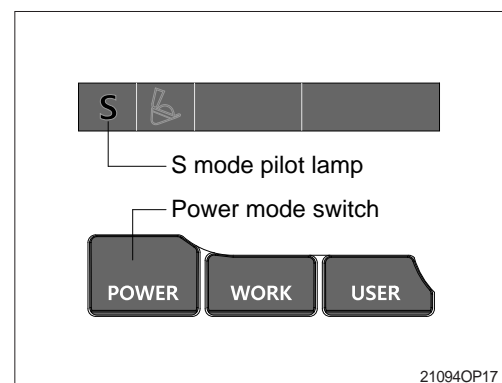 S
S mode pilot lamp
Power mode switch
POWER WORK USER
21094OP17